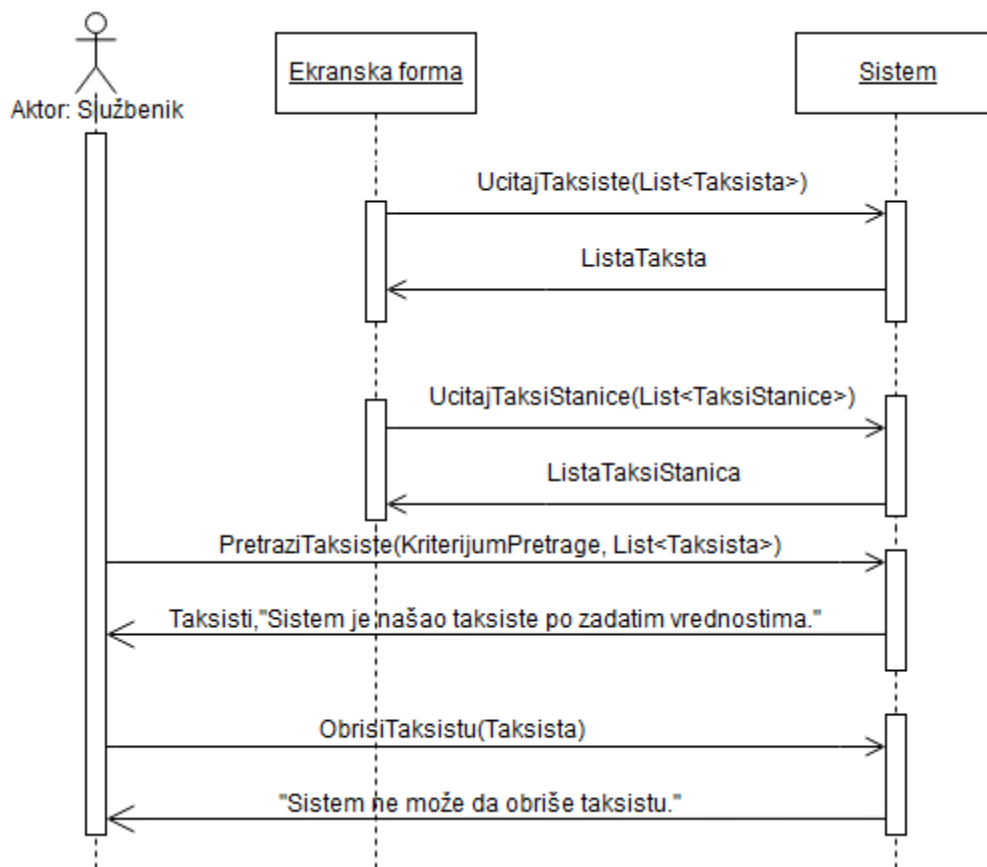 Aktor: Službenik
Ekranska forma
Sistem
UcitajTaksiste(List<Taksista>)
ListaTaksta
UcitajTaksiStanice(List<TaksiStanice>)
ListaTaksiStanica
PretraziTaksiste(KriterijumPretrage, List<Taksista>)
Taksisti,"Sistem je našao taksiste po zadatim vrednostima."
ObrisiTaksistu(Taksista)
"Sistem ne može da obriše taksistu."